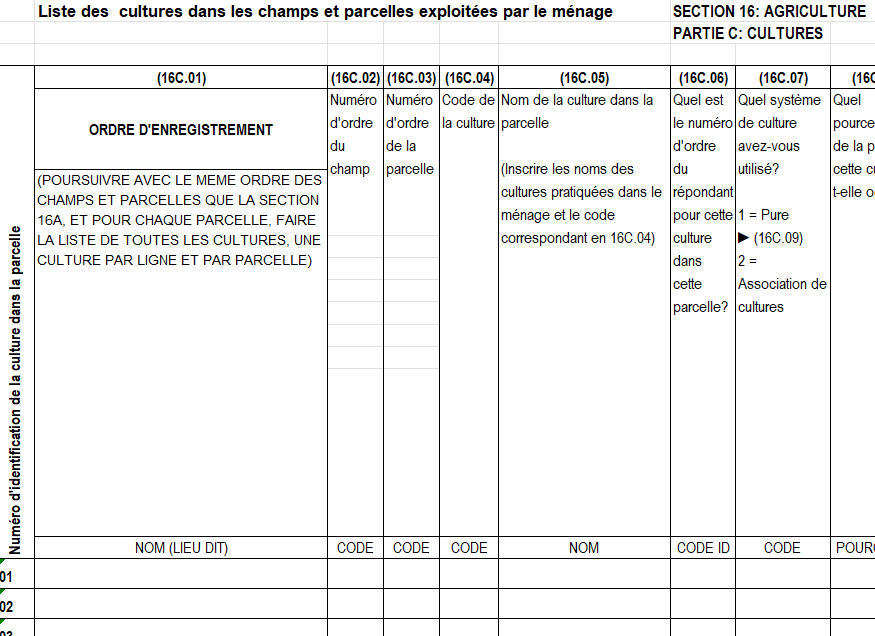 Liste des cultures dans les champs et parcelles exploitées par le ménage
SECTION 16: AGRICULTURE
PARTIE C: CULTURES
Numéro d'identification de la culture dans la parcelle
(16C.01)
ORDRE D'ENREGISTREMENT
(POURSUIVRE AVEC LE MEME ORDRE DES
CHAMPS ET PARCELLES QUE LA SECTION
16A, ET POUR CHAQUE PARCELLE, FAIRE
LA LISTE DE TOUTES LES CULTURES, UNE
CULTURE PAR LIGNE ET PAR PARCELLE)
NOM (LIEU DIT)
(16C.02)
Numéro
d'ordre
du
champ
CODE
(16C.03)
Numéro
d'ordre
de la
parcelle
CODE
(16C.04)
Code de
la culture
CODE
(16C.05)
Nom de la culture dans la
parcelle
(Inscrire les noms des
cultures pratiquées dans le
ménage et le code
correspondant en 16C.04)
NOM
(16C.06)
Quel est
le numéro
d'ordre
du
répondant
pour cette
culture
dans
cette
parcelle?
CODE ID
(16C.07)
Quel système
de culture
avez-vous
utilisé?
1 = Pure
▶ (16C.09)
2 =
Association de
cultures
CODE
(16C
Quel
pource
de la p
cette cu
t-elle o
POURC
01
02
03